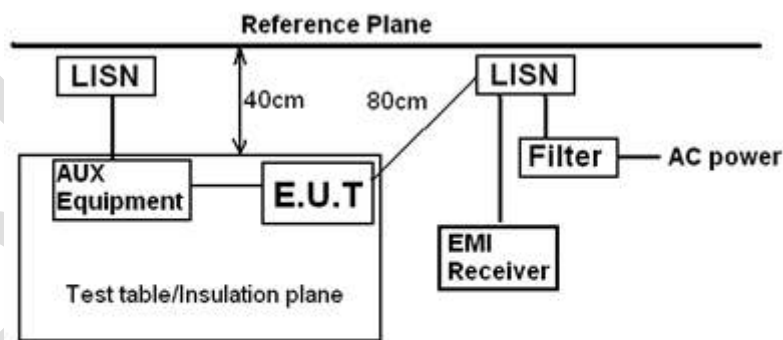 Reference Plane
LISN
40cm
80cm
LISN
Filter
AC power
AUX
Equipment
E.U.T
EMI
Receiver
Test table/Insulation plane